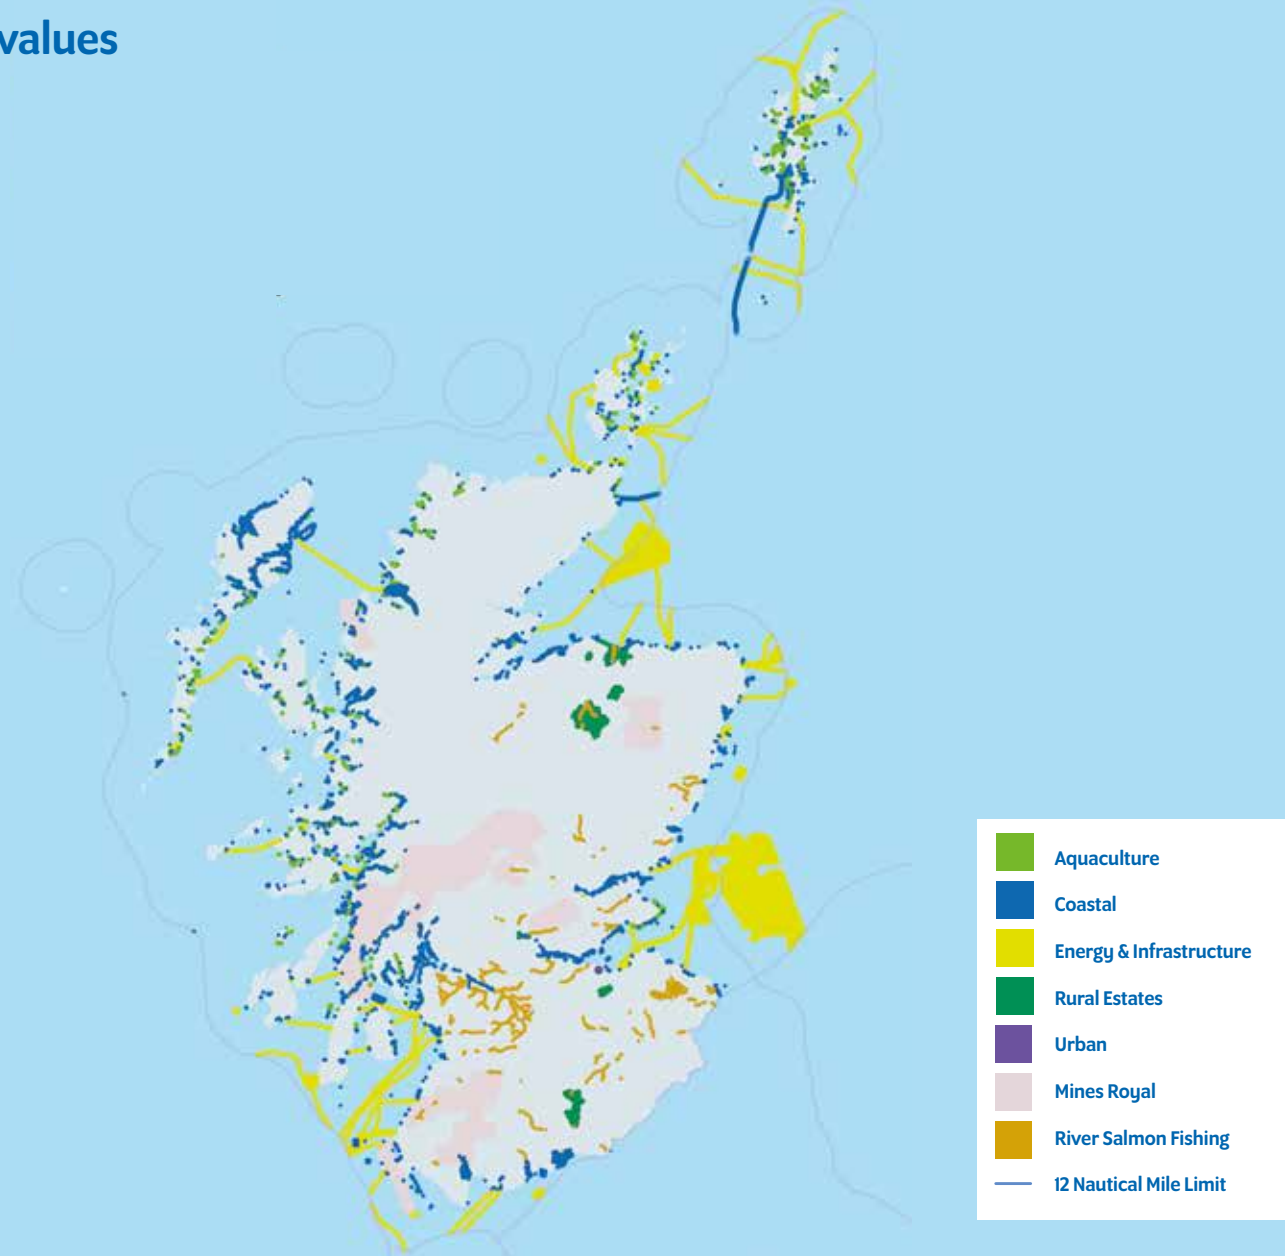 values
Aquaculture
Coastal
Energy & Infrastructure
Rural Estates
Urban
Mines Royal
River Salmon Fishing
12 Nautical Mile Limit